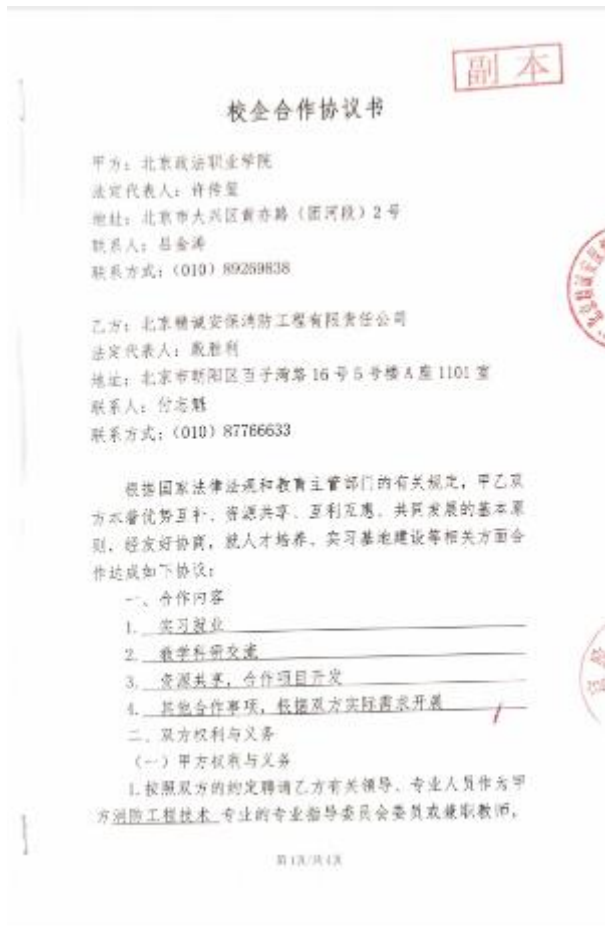 副本
校企合作协议书
甲方：北京政法职业学院
法定代表人：许传玺
地址：北京市大兴区黄亦路（团河段）2号
联系人：吕金涛
联系方式：（010）89259838
乙方：北京精诚安保消防工程有限责任公司
法定代表人：戴胜利
地址：北京市朝阳区百子湾路16号5号楼A座1101室
联系人：付志魁
联系方式：（010）87766633
根据国家法律法规和教育主管部门的有关规定，甲乙双
方本着优势互补、资源共享、互利互惠、共同发展的基本原
则，经友好协商，就人才培养、实习基地建设等相关方面合
作达成如下协议：
一、合作内容
1. 实习就业
2. 教学科研交流
3. 资源共享，合作项目开发
4. 其他合作事项，根据双方实际需求开展
二、双方权利与义务
（一）甲方权利与义务
1.按照双方的约定聘请乙方有关领导、专业人员作为甲
方消防工程技术 专业的专业指导委员会委员或兼职教师，
第1页/共4页